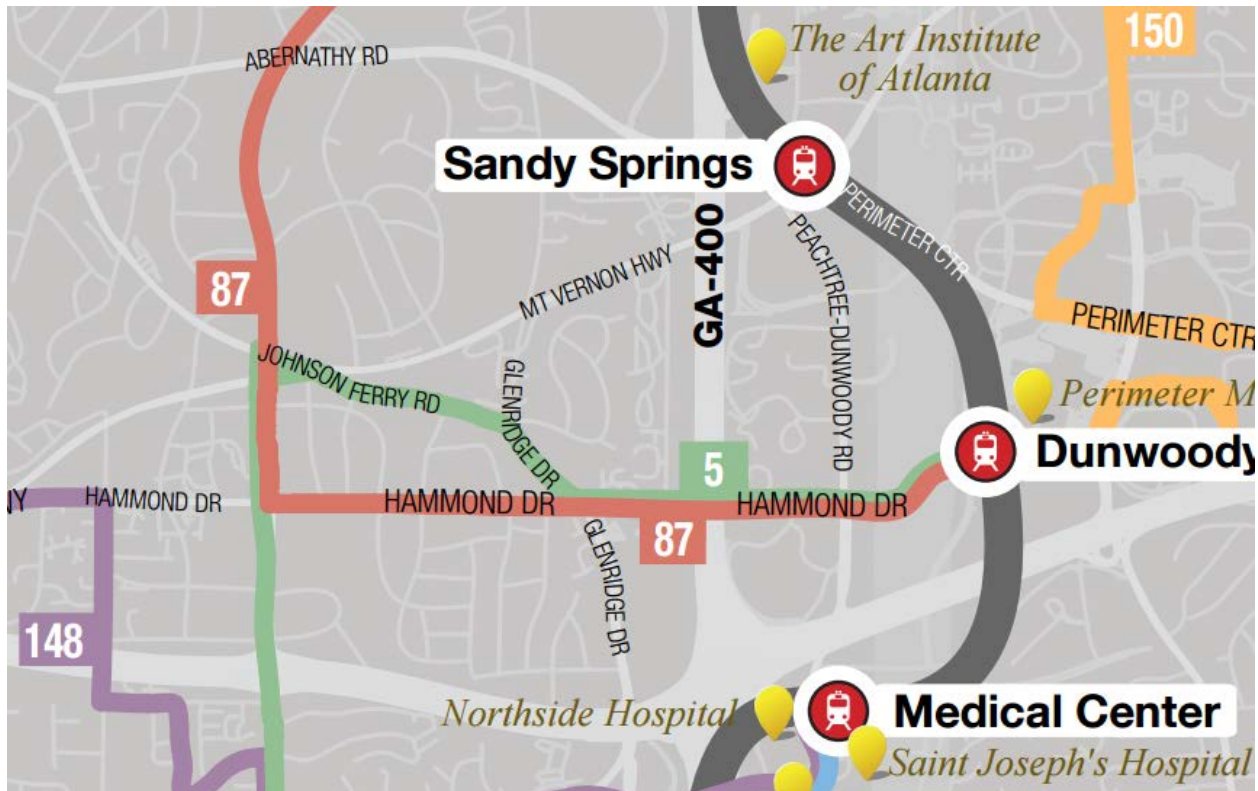 150
The Art Institute
of Atlanta
ABERNATHY RD
Sandy Springs
PERIMETER CTR
87
MT VERNON HWY
GA-400
PEACHTREE-DUNWOODY RD
PERIMETER CTR
JOHNSON FERRY RD
GLENRIDGE DR
Perimeter M
5
Dunwoody
NY
HAMMOND DR
HAMMOND DR
HAMMOND DR
87
GLENRIDGE DR
148
Northside Hospital
Medical Center
Saint Joseph's Hospital